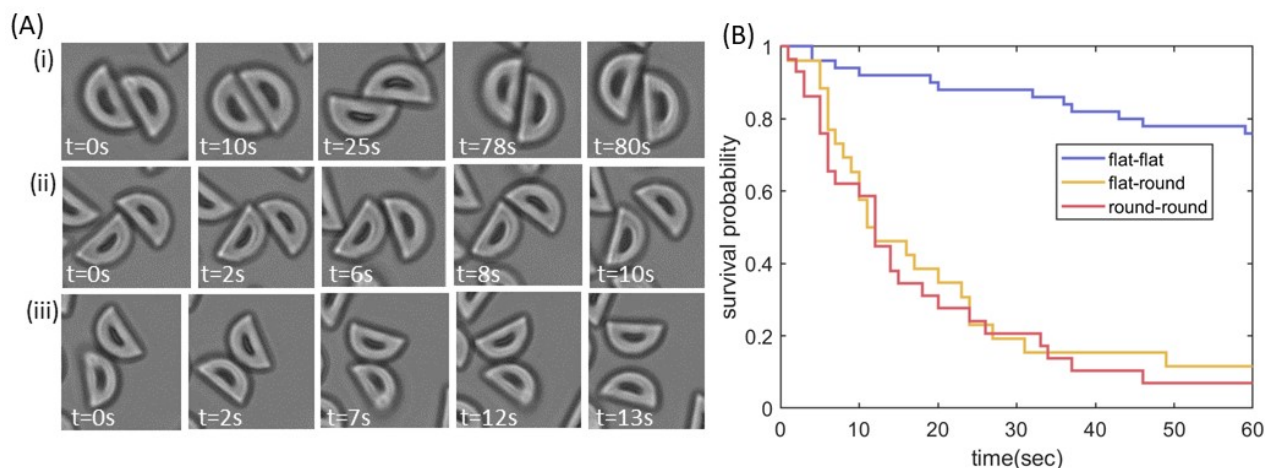 (A)
(i)
t=0s
t=10s
t=25s
t=78s
t=80s
(ii)
t=0s
t=2s
t=6s
t=8s
t=10s
(iii)
t=0s
t=2s
t=7s
t=12s
t=13s
(B)
survival probability
1
0.8
0.6
0.4
0.2
0
flat-flat
flat-round
round-round
0
10
20
30
40
50
60
time(sec)